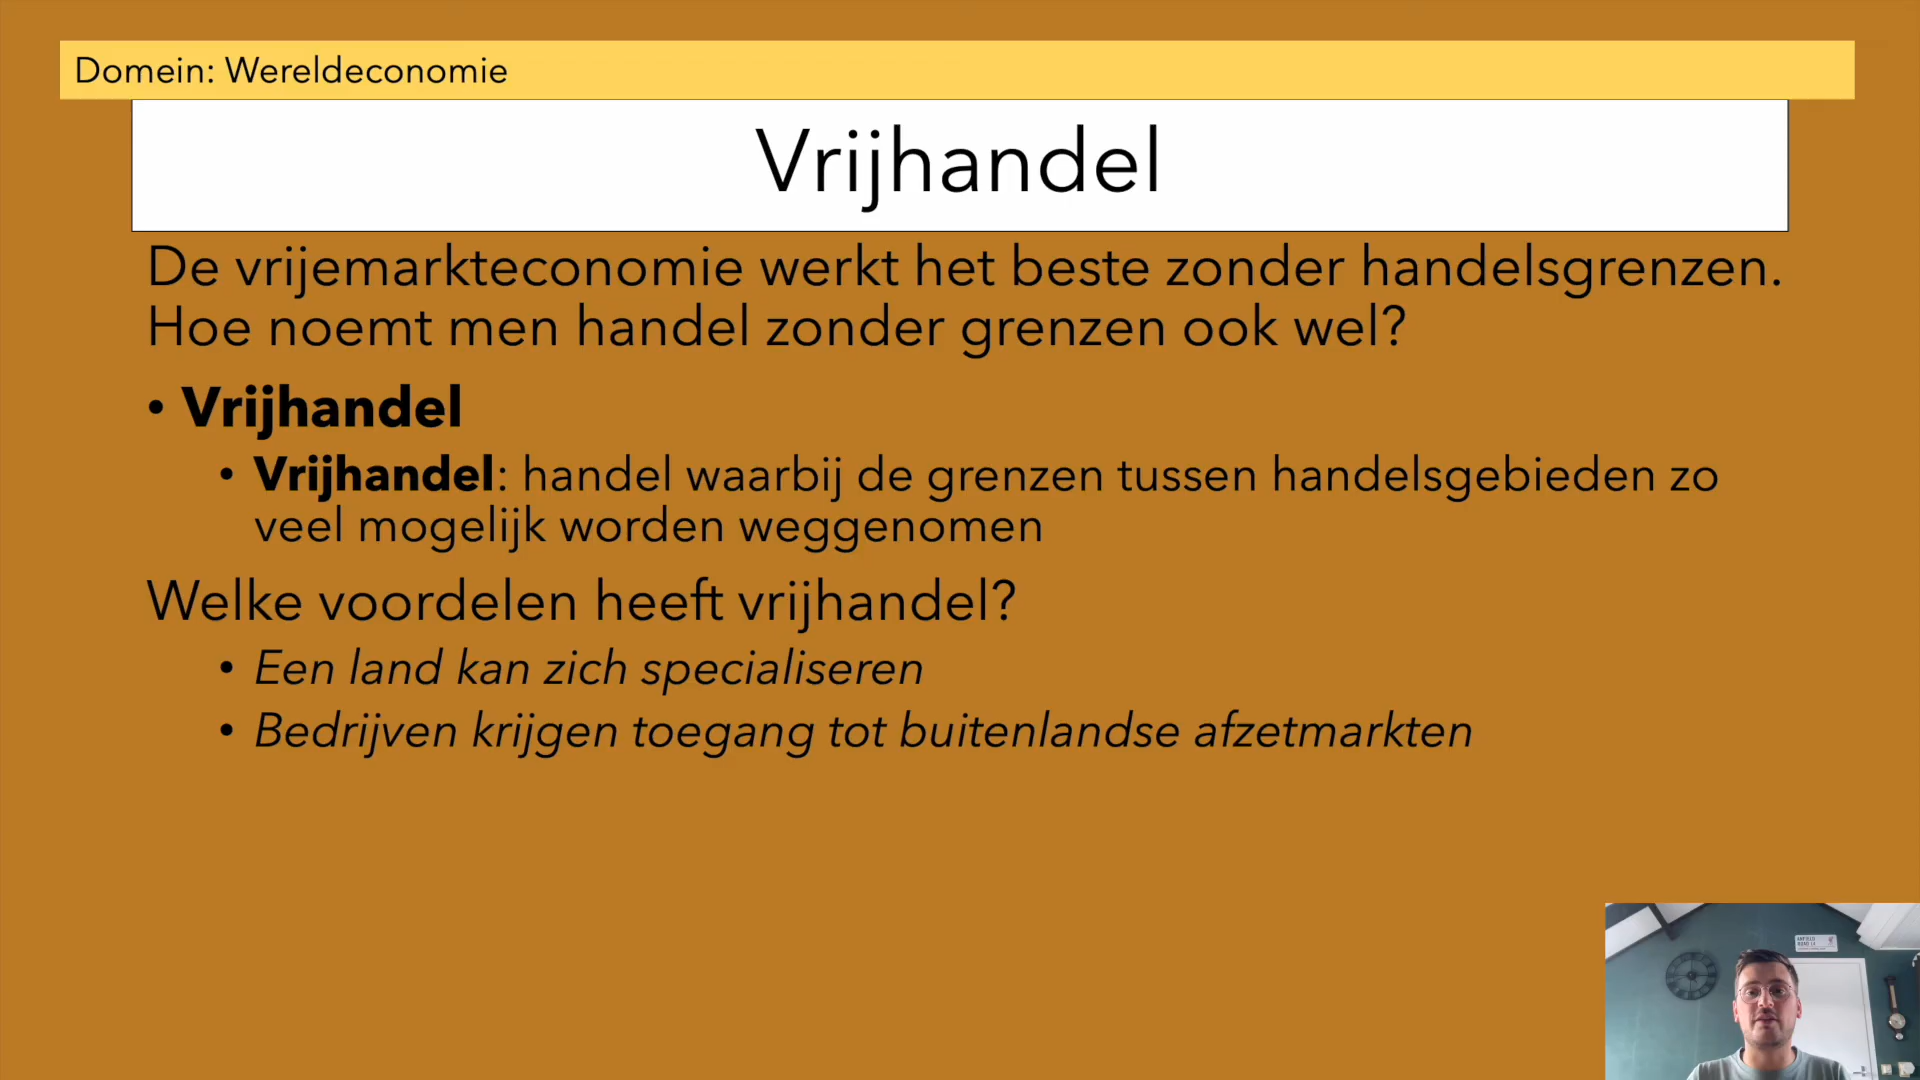 Domein: Wereldeconomie
Vrijhandel
De vrijemarkteconomie werkt het beste zonder handelsgrenzen.
Hoe noemt men handel zonder grenzen ook wel?
• Vrijhandel
• Vrijhandel: handel waarbij de grenzen tussen handelsgebieden zo
veel mogelijk worden weggenomen
Welke voordelen heeft vrijhandel?
• Een land kan zich specialiseren
• Bedrijven krijgen toegang tot buitenlandse afzetmarkten